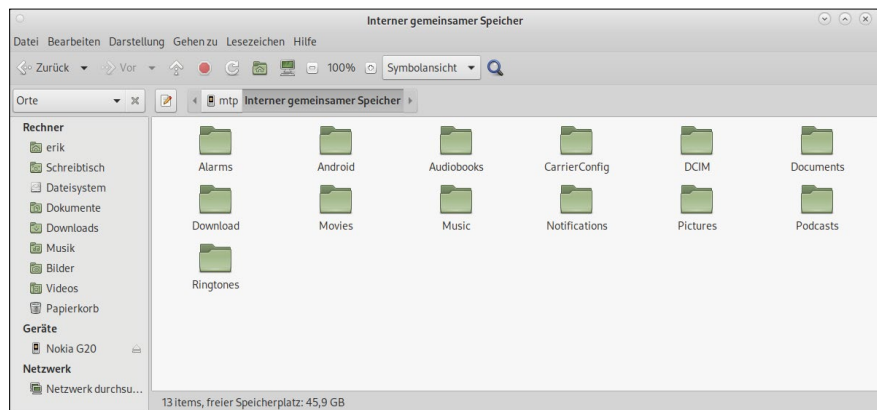 Interner gemeinsamer Speicher
Datei Bearbeiten Darstellung Gehen zu Lesezeichen Hilfe
Zurück Vor 100% Symbolansicht
Orte mtp Interner gemeinsamer Speicher
Rechner
erik
Schreibtisch
Dateisystem
Dokumente
Downloads
Musik
Bilder
Videos
Papierkorb
Geräte
Nokia G20
Netzwerk
Netzwerk durchsu...
Alarms Android Audiobooks CarrierConfig DCIM Documents
Download Movies Music Notifications Pictures Podcasts
Ringtones
13 items, freier Speicherplatz: 45,9 GB